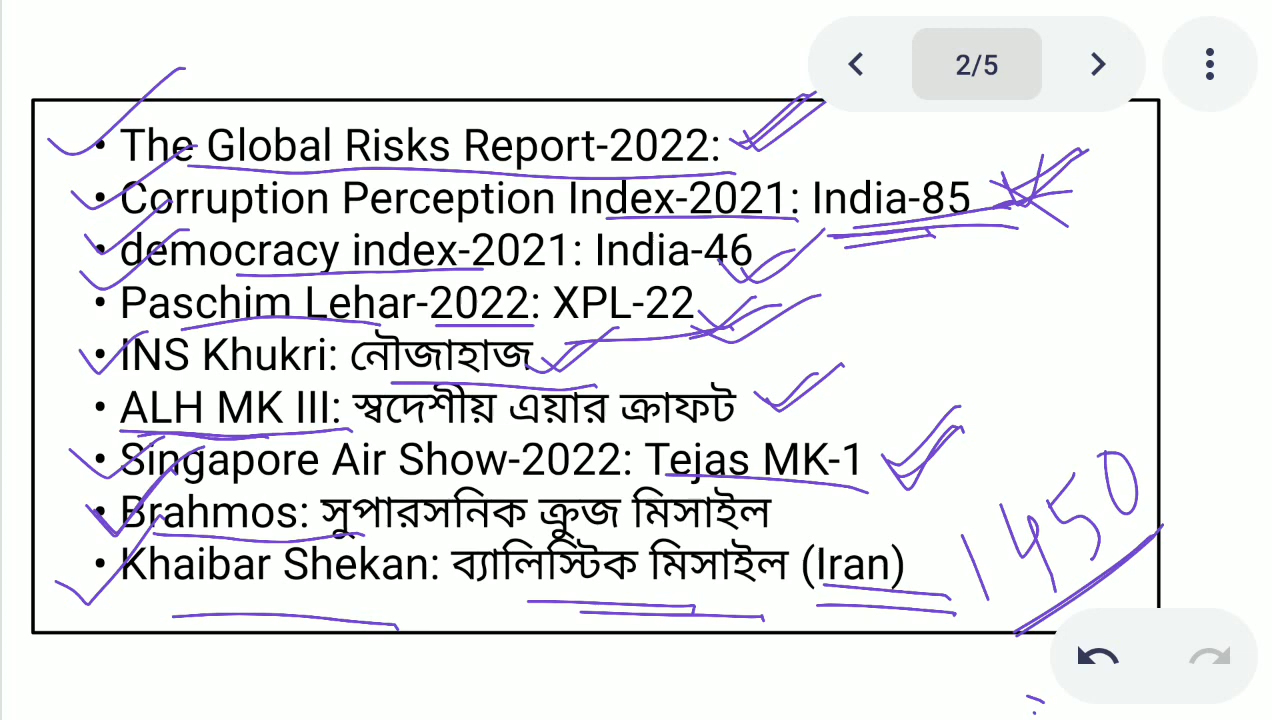 2/5
• The Global Risks Report-2022:
• Corruption Perception Index-2021: India-85
• democracy index-2021: India-46
• Paschim Lehar-2022: XPL-22
• INS Khukri: নৌজাহাজ
• ALH MK III: স্বদেশীয় এয়ার ক্রাফট
• Singapore Air Show-2022: Tejas MK-1
• Brahmos: সুপারসনিক ক্রুজ মিসাইল
• Khaibar Shekan: ব্যালিস্টিক মিসাইল (Iran)
1450